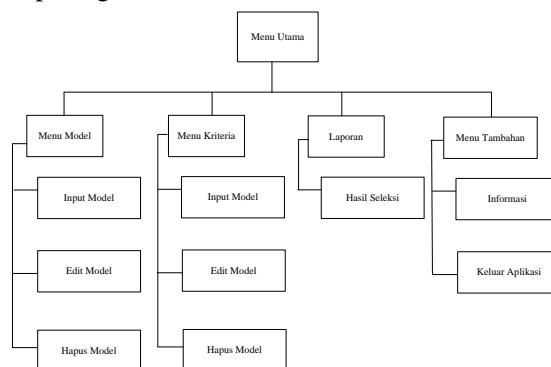 Menu Utama
Menu Model
Menu Kriteria
Laporan
Menu Tambahan
Input Model
Input Model
Hasil Seleksi
Informasi
Edit Model
Edit Model
Keluar Aplikasi
Hapus Model
Hapus Model